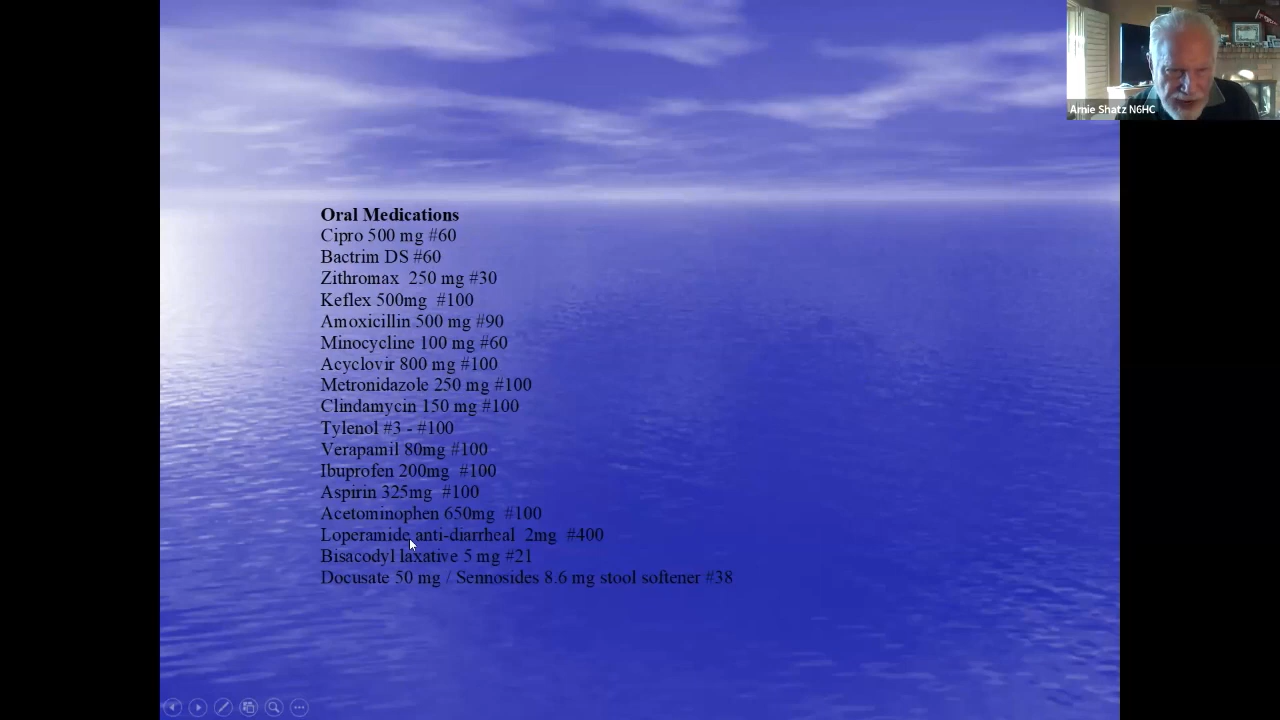 Arnie Shatz N6HC
Oral Medications
Cipro 500 mg #60
Bactrim DS #60
Zithromax  250 mg #30
Keflex 500mg  #100
Amoxicillin 500 mg #90
Minocycline 100 mg #60
Acyclovir 800 mg #100
Metronidazole 250 mg #100
Clindamycin 150 mg #100
Tylenol #3 - #100
Verapamil 80mg #100
Ibuprofen 200mg  #100
Aspirin 325mg  #100
Acetominophen 650mg  #100
Loperamide anti-diarrheal  2mg  #400
Bisacodyl laxative 5 mg #21
Docusate 50 mg / Sennosides 8.6 mg stool softener #38